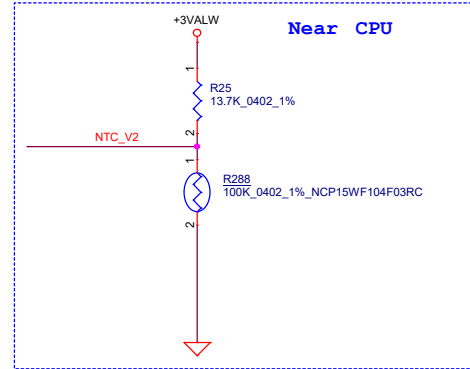 +3VALW
Near CPU
1
R25
13.7K_0402_1%
2
NTC_V2
1
R288
100K_0402_1%_NCP15WF104F03RC
2